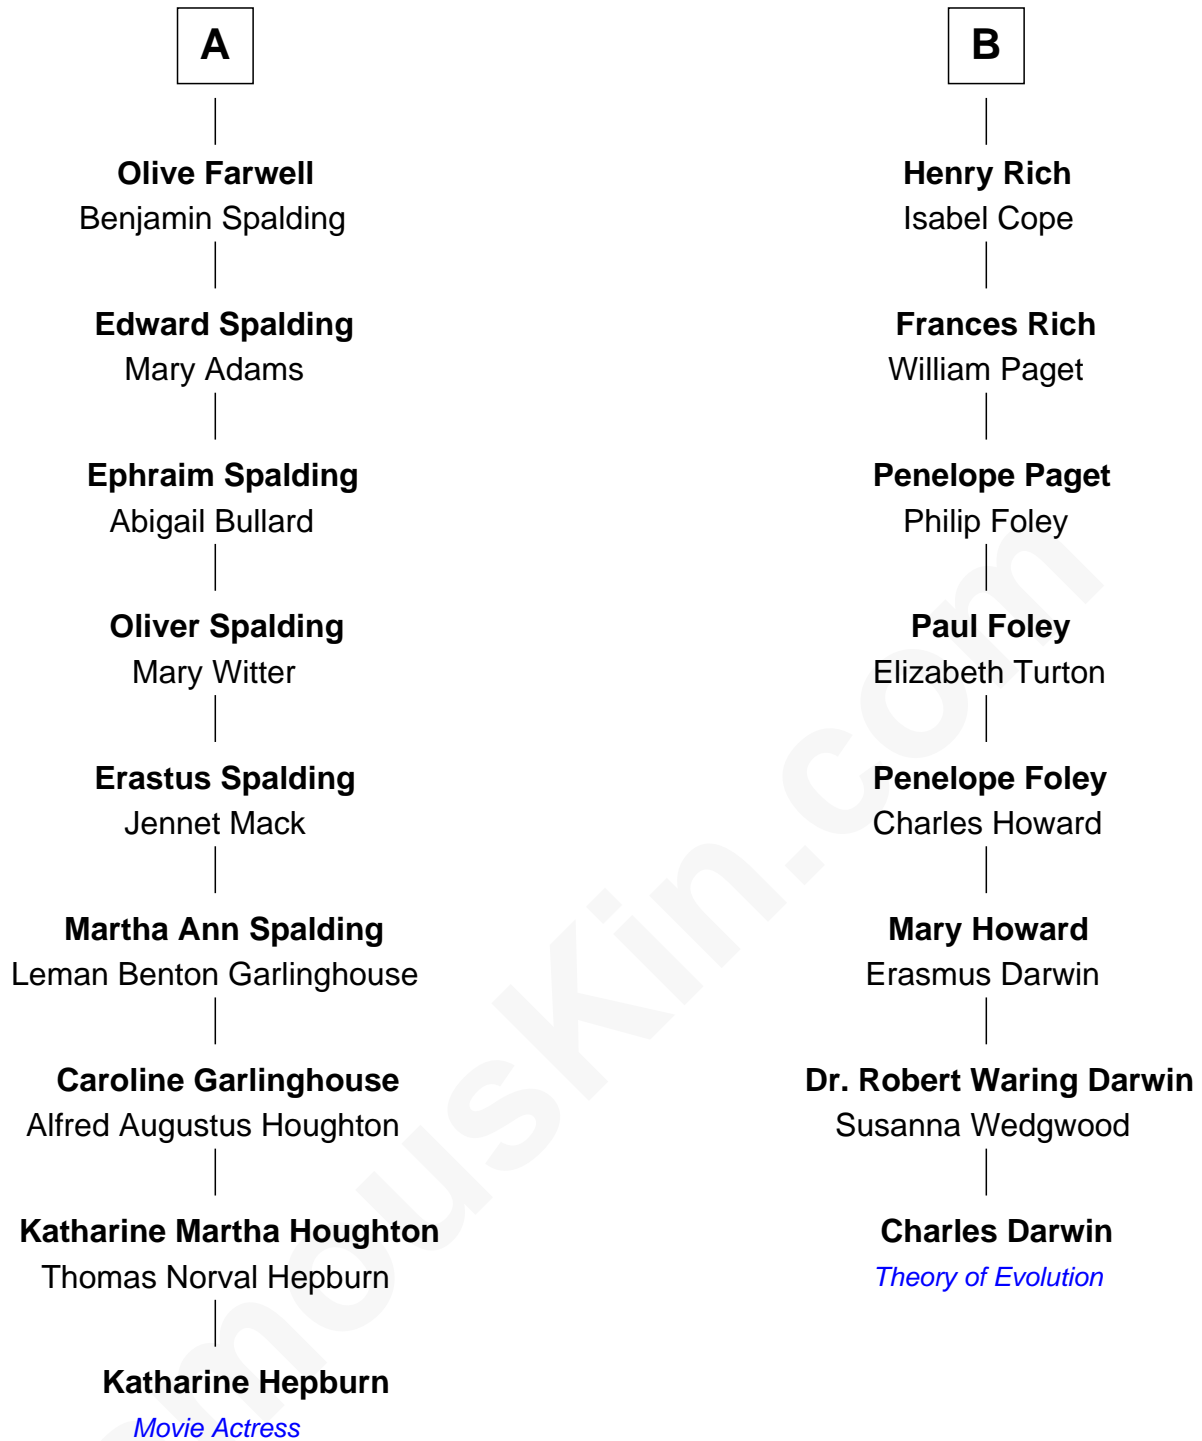 A
Olive Farwell
Benjamin Spalding
Edward Spalding
Mary Adams
Ephraim Spalding
Abigail Bullard
Oliver Spalding
Mary Witter
Erastus Spalding
Jennet Mack
Martha Ann Spalding
Leman Benton Garlinghouse
Caroline Garlinghouse
Alfred Augustus Houghton
Katharine Martha Houghton
Thomas Norval Hepburn
Katharine Hepburn
Movie Actress
B
Henry Rich
Isabel Cope
Frances Rich
William Paget
Penelope Paget
Philip Foley
Paul Foley
Elizabeth Turton
Penelope Foley
Charles Howard
Mary Howard
Erasmus Darwin
Dr. Robert Waring Darwin
Susanna Wedgwood
Charles Darwin
Theory of Evolution
mouskin.com